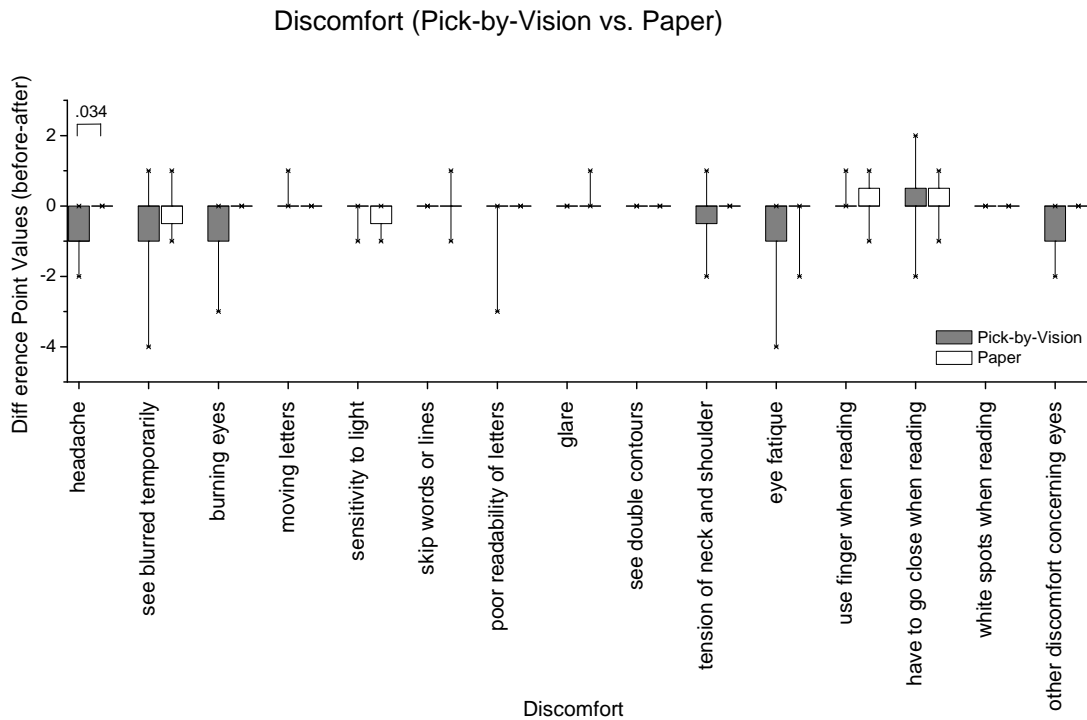 Discomfort (Pick-by-Vision vs. Paper)
Diff erence Point Values (before-after)
.034
2
0
-2
-4
Pick-by-Vision
Paper
headache
see blurred temporarily
burning eyes
moving letters
sensitivity to light
skip words or lines
poor readability of letters
glare
see double contours
tension of neck and shoulder
eye fatique
use finger when reading
have to go close when reading
white spots when reading
other discomfort concerning eyes
Discomfort